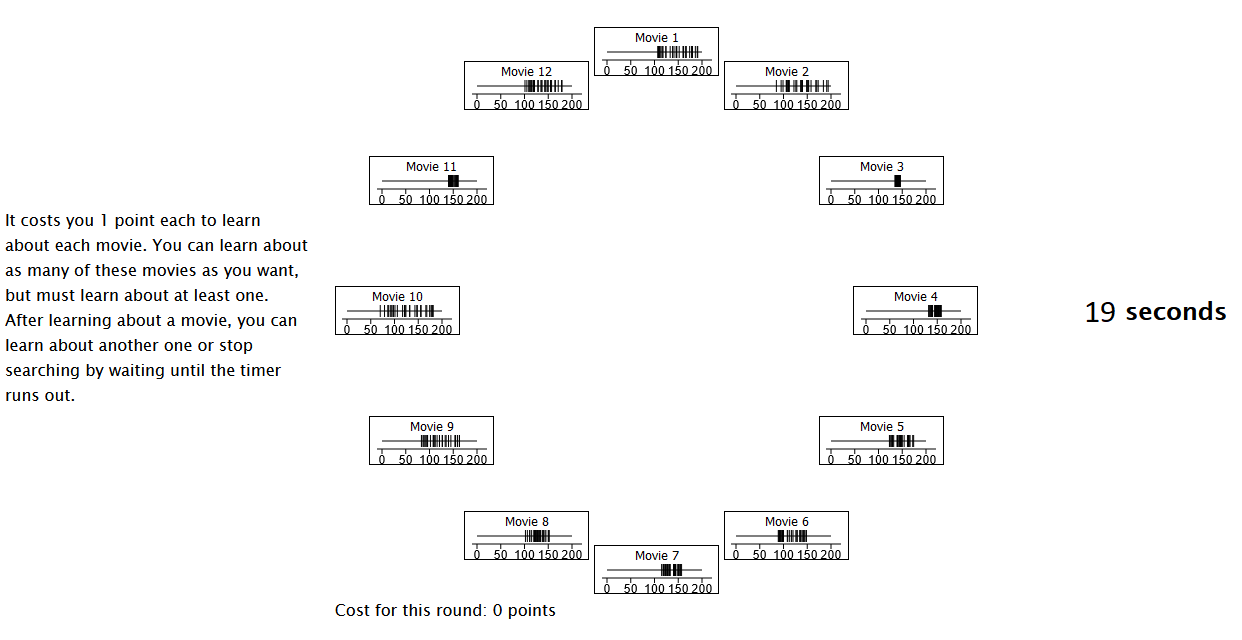 Movie 1
0 50 100 150 200
Movie 12
0 50 100 150 200
Movie 2
0 50 100 150 200
Movie 11
0 50 100 150 200
Movie 3
0 50 100 150 200
It costs you 1 point each to learn
about each movie. You can learn about
as many of these movies as you want,
but must learn about at least one.
After learning about a movie, you can
learn about another one or stop
searching by waiting until the timer
runs out.
Movie 10
0 50 100 150 200
Movie 4
0 50 100 150 200
19 seconds
Movie 9
0 50 100 150 200
Movie 5
0 50 100 150 200
Movie 8
0 50 100 150 200
Movie 6
0 50 100 150 200
Movie 7
0 50 100 150 200
Cost for this round: 0 points